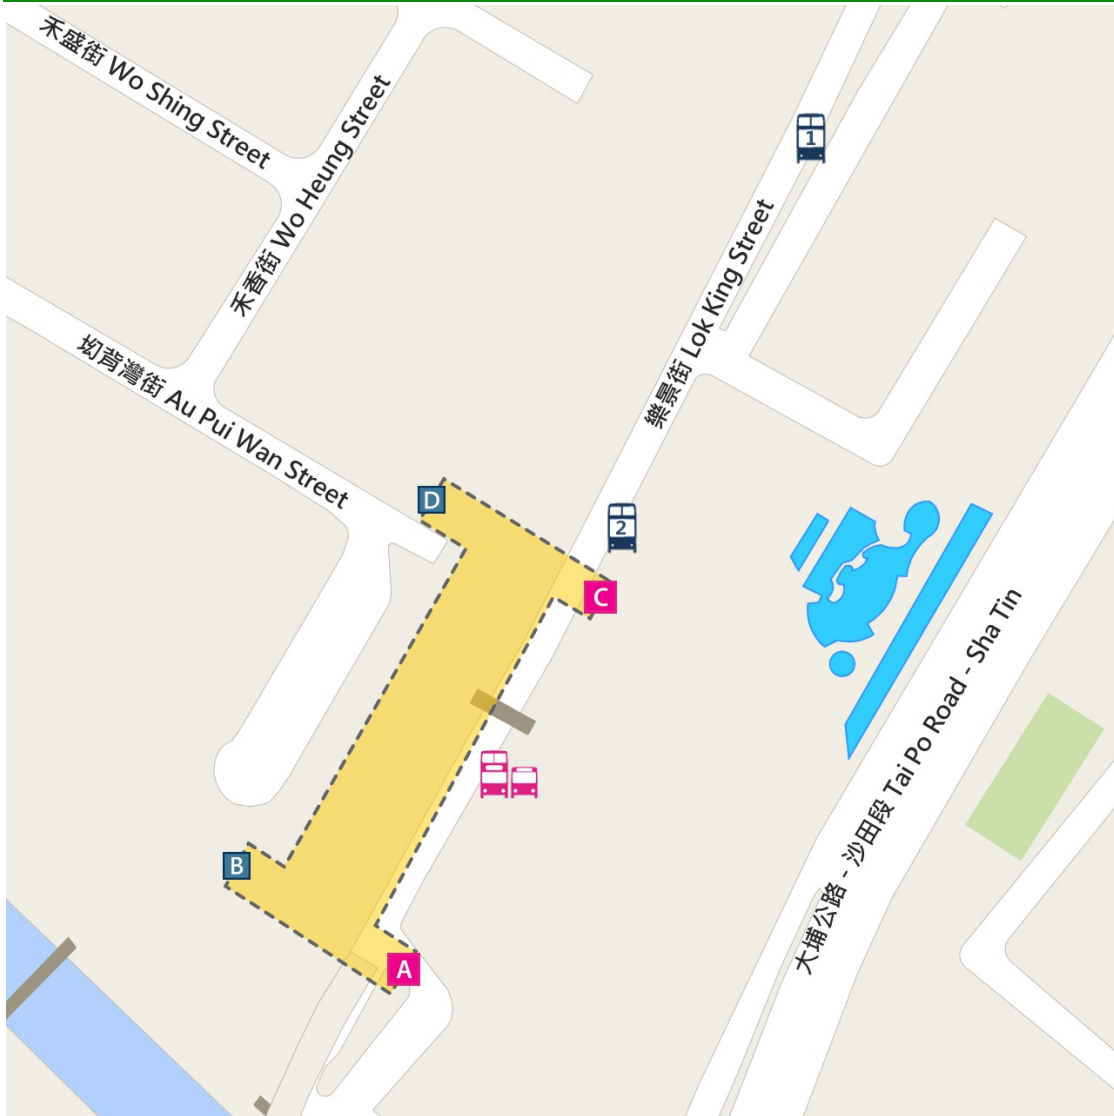 禾盛街 Wo Shing Street
禾香街 Wo Heung Street
1
樂景街 Lok King Street
坳背灣街 Au Pui Wan Street
D
2
C
大埔公路 - 沙田段 Tai Po Road - Sha Tin
B
A